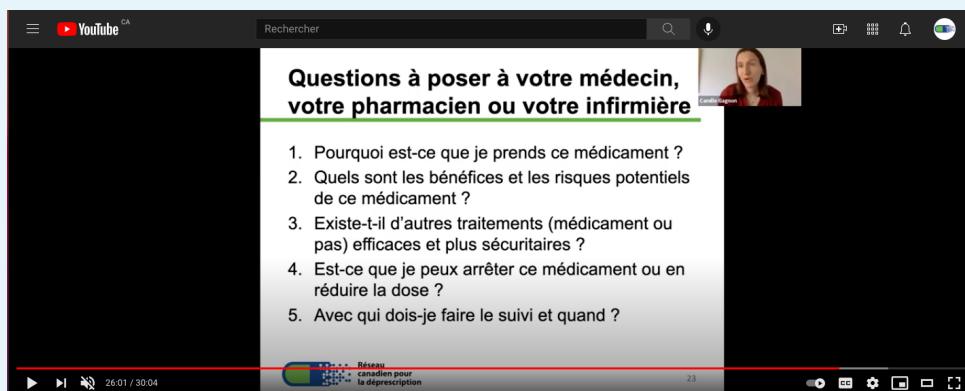 YouTube CA
Rechercher
Questions à poser à votre médecin,
votre pharmacien ou votre infirmière
Camille Gagnon
1. Pourquoi est-ce que je prends ce médicament ?
2. Quels sont les bénéfices et les risques potentiels
de ce médicament ?
3. Existe-t-il d'autres traitements (médicament ou
pas) efficaces et plus sécuritaires ?
4. Est-ce que je peux arrêter ce médicament ou en
réduire la dose ?
5. Avec qui dois-je faire le suivi et quand ?
Réseau
canadien pour
la déprescription
23
26:01 / 30:04
CC